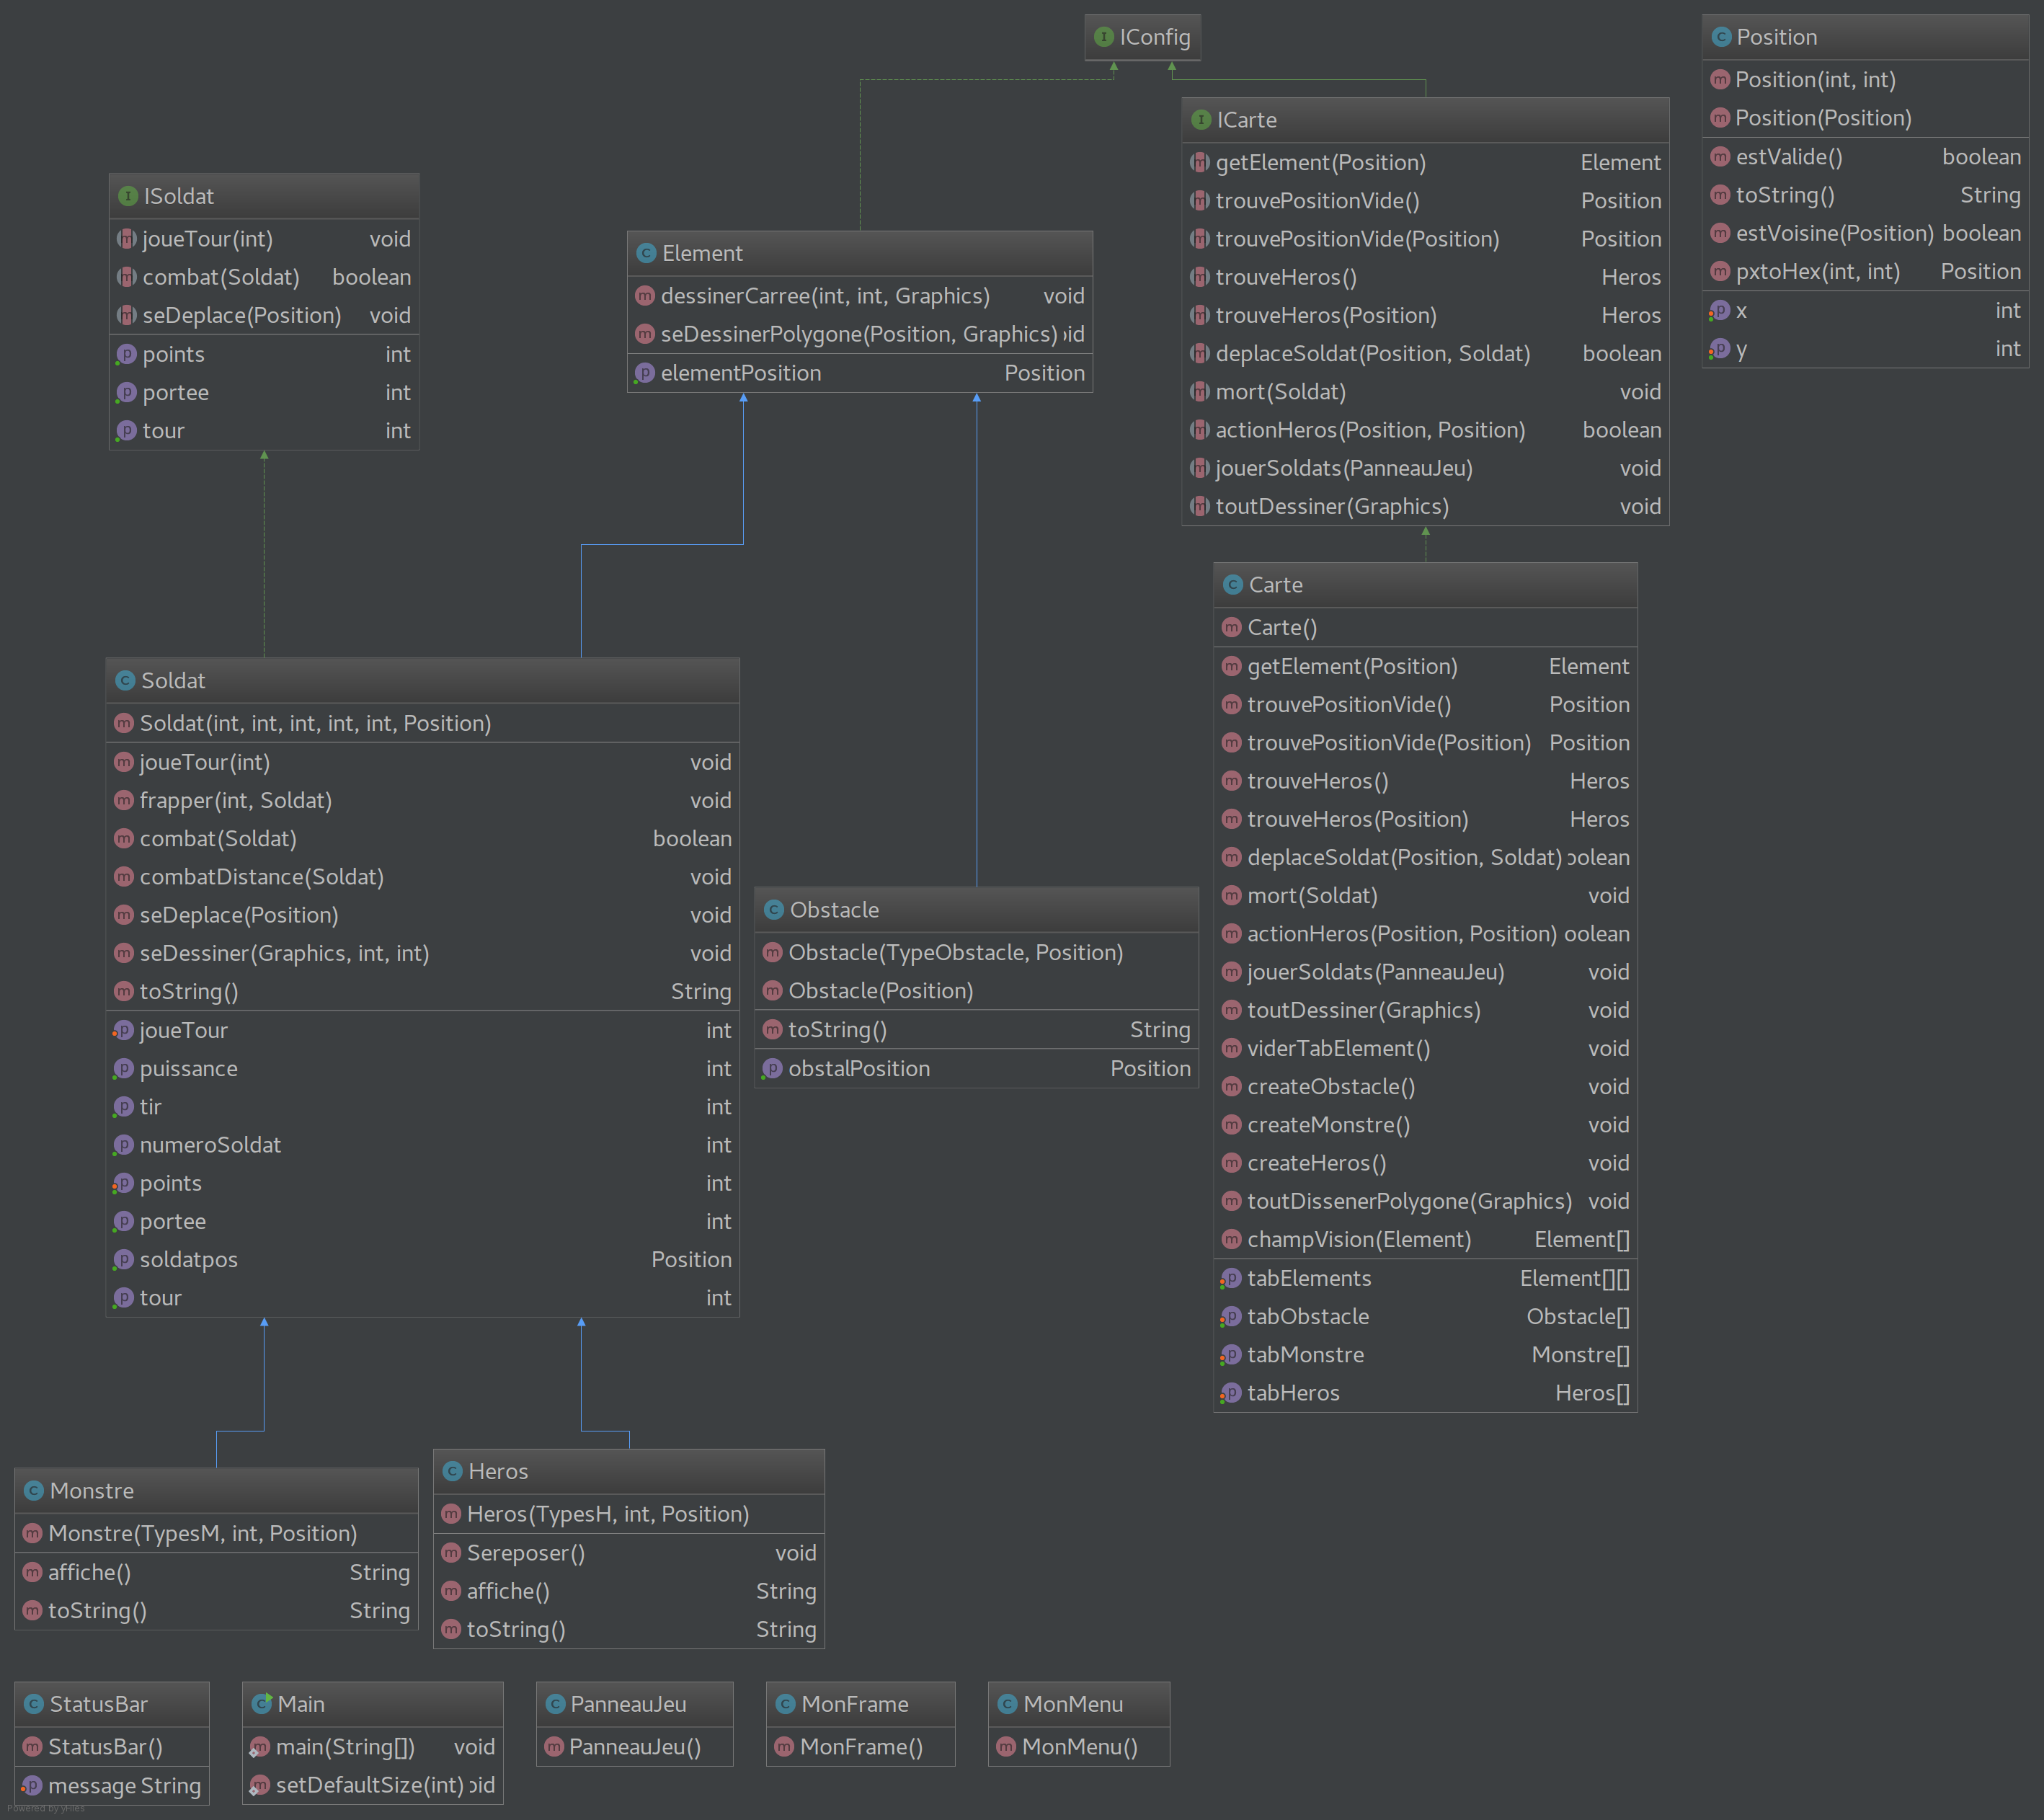 IConfig
Position
Position(int, int)
Position(Position)
estValide() boolean
toString() String
estVoisine(Position) boolean
pxtoHex(int, int) Position
x int
y int
ICarte
getElement(Position) Element
trouvePositionVide() Position
trouvePositionVide(Position) Position
trouveHeros() Heros
trouveHeros(Position) Heros
deplaceSoldat(Position, Soldat) boolean
mort(Soldat) void
actionHeros(Position, Position) boolean
jouerSoldats(PanneauJeu) void
toutDessiner(Graphics) void
ISoldat
joueTour(int) void
combat(Soldat) boolean
seDeplace(Position) void
points int
portee int
tour int
Element
dessinerCarree(int, int, Graphics) void
seDessinerPolygone(Position, Graphics) id
elementPosition Position
Carte
Carte()
getElement(Position) Element
trouvePositionVide() Position
trouvePositionVide(Position) Position
trouveHeros() Heros
trouveHeros(Position) Heros
deplaceSoldat(Position, Soldat) olean
mort(Soldat) void
actionHeros(Position, Position) oolean
jouerSoldats(PanneauJeu) void
toutDessiner(Graphics) void
viderTabElement() void
createObstacle() void
createMonstre() void
createHeros() void
toutDissenerPolygone(Graphics) void
champVision(Element) Element[]
tabElements Element[][]
tabObstacle Obstacle[]
tabMonstre Monstre[]
tabHeros Heros[]
Soldat
Soldat(int, int, int, int, int, Position)
joueTour(int) void
frapper(int, Soldat) void
combat(Soldat) boolean
combatDistance(Soldat) void
seDeplace(Position) void
seDessiner(Graphics, int, int) void
toString() String
joueTour int
puissance int
tir int
numeroSoldat int
points int
portee int
soldatpos Position
tour int
Obstacle
Obstacle(TypeObstacle, Position)
Obstacle(Position)
toString() String
obstalPosition Position
Monstre
Monstre(TypesM, int, Position)
affiche() String
toString() String
Heros
Heros(TypesH, int, Position)
Sereposer() void
affiche() String
toString() String
StatusBar
StatusBar()
message String
Main
main(String[]) void
setDefaultSize(int) id
PanneauJeu
PanneauJeu()
MonFrame
MonFrame()
MonMenu
MonMenu()
Powered by yFiles